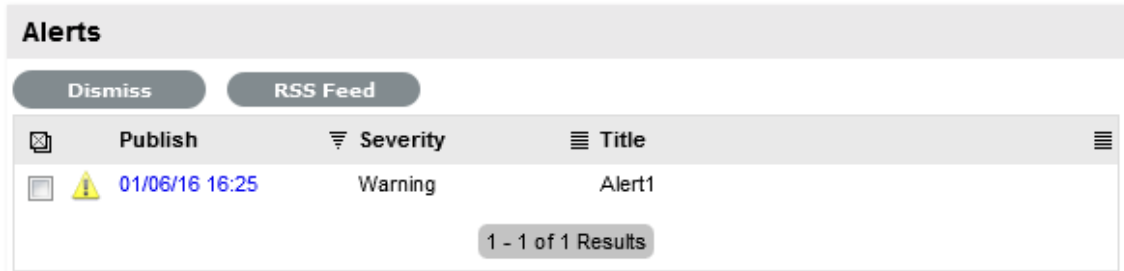 Alerts
Dismiss RSS Feed
Publish Severity Title
01/06/16 16:25 Warning Alert1
1 - 1 of 1 Results